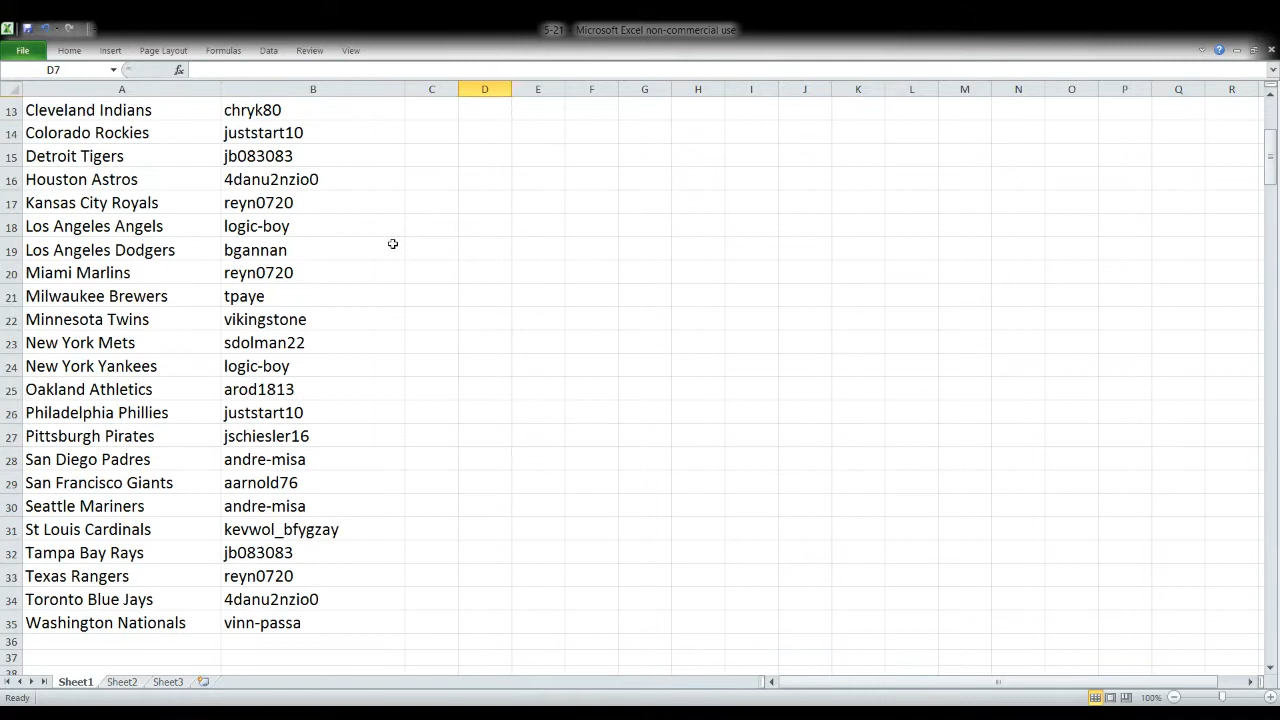 5-21 - Microsoft Excel non-commercial use
File Home Insert Page Layout Formulas Data Review View
D7 fx
A B C D E F G H I J K L M N O P Q R
13 Cleveland Indians chryk80
14 Colorado Rockies juststart10
15 Detroit Tigers jb083083
16 Houston Astros 4danu2nzio0
17 Kansas City Royals reyn0720
18 Los Angeles Angels logic-boy
19 Los Angeles Dodgers bgannan
20 Miami Marlins reyn0720
21 Milwaukee Brewers tpaye
22 Minnesota Twins vikingstone
23 New York Mets sdolman22
24 New York Yankees logic-boy
25 Oakland Athletics arod1813
26 Philadelphia Phillies juststart10
27 Pittsburgh Pirates jschiesler16
28 San Diego Padres andre-misa
29 San Francisco Giants aarnold76
30 Seattle Mariners andre-misa
31 St Louis Cardinals kevwol_bfygzay
32 Tampa Bay Rays jb083083
33 Texas Rangers reyn0720
34 Toronto Blue Jays 4danu2nzio0
35 Washington Nationals vinn-passa
36
37
38
Sheet1 Sheet2 Sheet3
Ready 100%